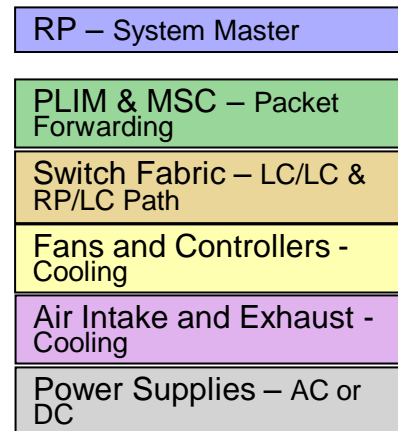 RP – System Master
PLIM & MSC – Packet
Forwarding
Switch Fabric – LC/LC &
RP/LC Path
Fans and Controllers -
Cooling
Air Intake and Exhaust -
Cooling
Power Supplies – AC or
DC